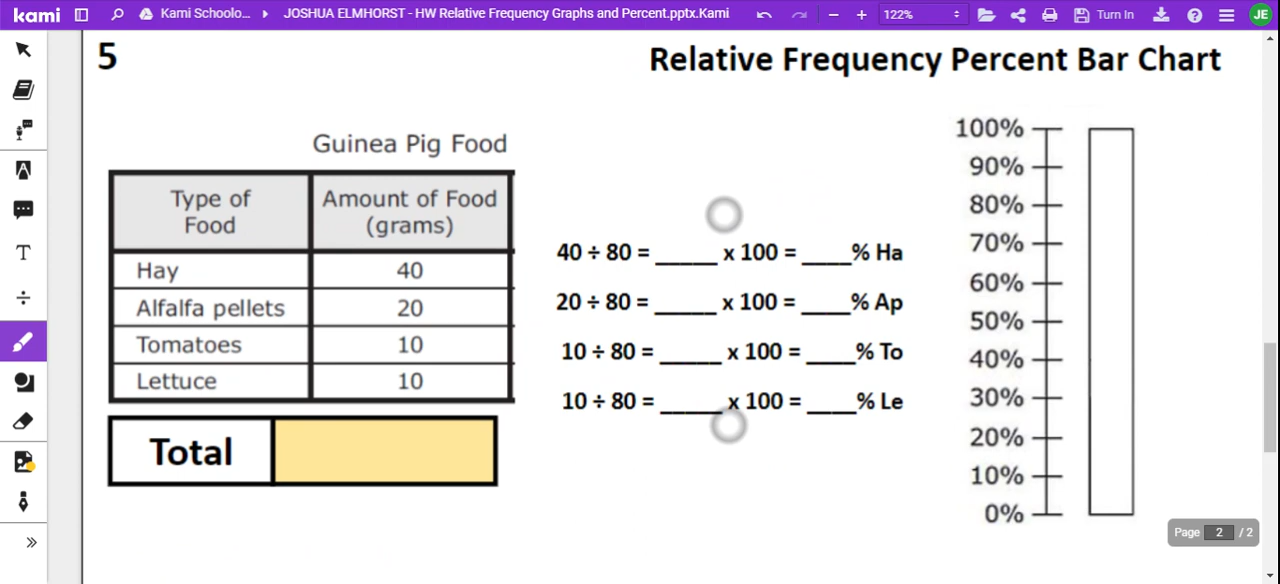 kami Kami Schoolo... JOSHUA ELMHORST - HW Relative Frequency Graphs and Percent.pptx.Kami 122% Turn In JE
5
Relative Frequency Percent Bar Chart
Guinea Pig Food
Type of Food
Amount of Food (grams)
Hay 40
Alfalfa pellets 20
Tomatoes 10
Lettuce 10
Total
40 ÷ 80 = _____ x 100 = ____% Ha
20 ÷ 80 = _____ x 100 = ____% Ap
10 ÷ 80 = _____ x 100 = ____% To
10 ÷ 80 = _____ x 100 = ____% Le
100%
90%
80%
70%
60%
50%
40%
30%
20%
10%
0%
Page 2 / 2